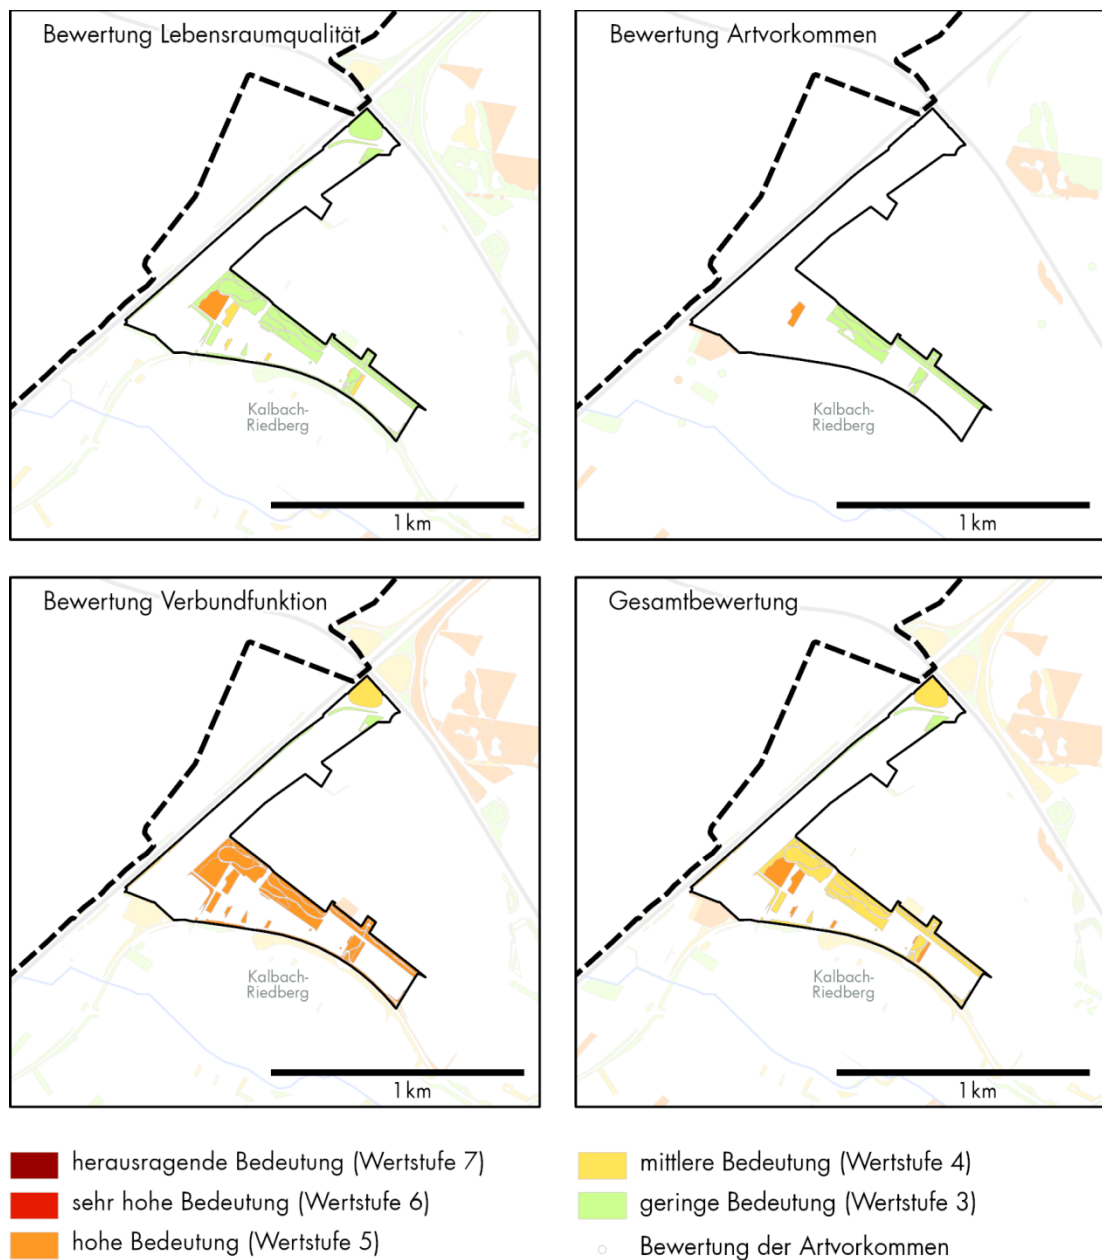 Bewertung Lebensraumqualität
Bewertung Artvorkommen
Kalbach-
Riedberg
1 km
Kalbach-
Riedberg
1 km
Bewertung Verbundfunktion
Gesamtbewertung
Kalbach-
Riedberg
1 km
Kalbach-
Riedberg
1 km
herausragende Bedeutung (Wertstufe 7)
sehr hohe Bedeutung (Wertstufe 6)
hohe Bedeutung (Wertstufe 5)
mittlere Bedeutung (Wertstufe 4)
geringe Bedeutung (Wertstufe 3)
Bewertung der Artvorkommen